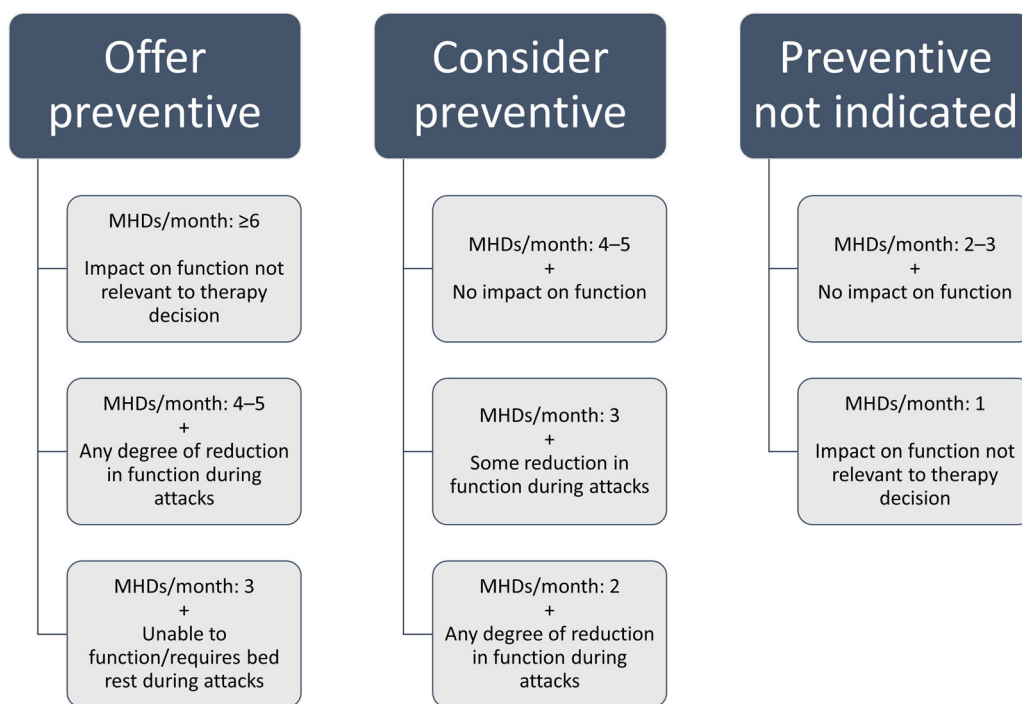 Offer
preventive
MHDs/month: ≥6
Impact on function not
relevant to therapy
decision
MHDs/month: 4–5
+
Any degree of reduction
in function during
attacks
MHDs/month: 3
+
Unable to
function/requires bed
rest during attacks
Consider
preventive
MHDs/month: 4–5
+
No impact on function
MHDs/month: 3
+
Some reduction in
function during attacks
MHDs/month: 2
+
Any degree of reduction
in function during
attacks
Preventive
not indicated
MHDs/month: 2–3
+
No impact on function
MHDs/month: 1
Impact on function not
relevant to therapy
decision